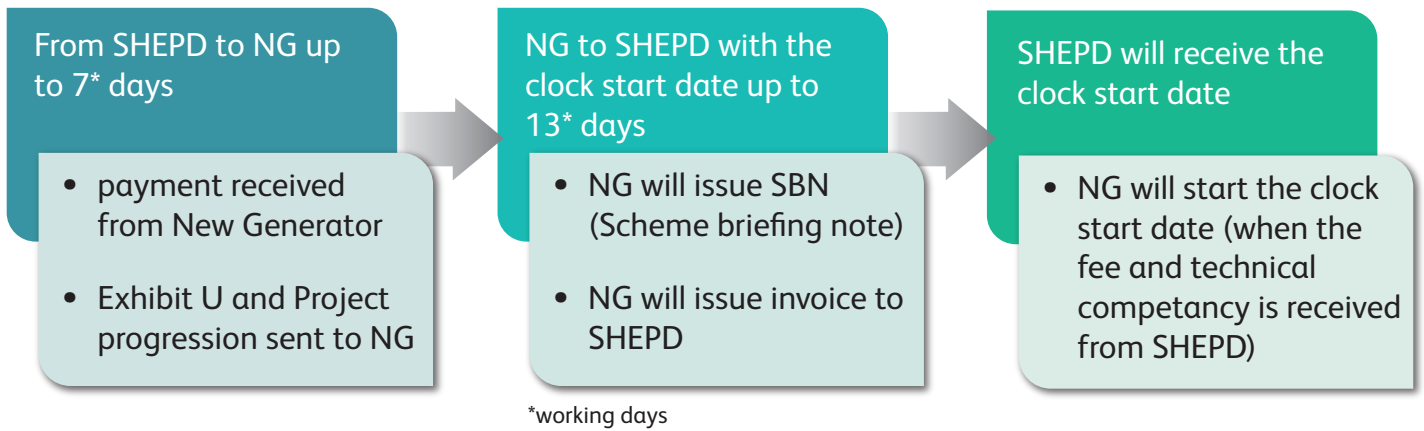 From SHEPD to NG up
to 7* days
• payment received
from New Generator
• Exhibit U and Project
progression sent to NG
NG to SHEPD with the
clock start date up to
13* days
• NG will issue SBN
(Scheme briefing note)
• NG will issue invoice to
SHEPD
SHEPD will receive the
clock start date
• NG will start the clock
start date (when the
fee and technical
competancy is received
from SHEPD)
*working days